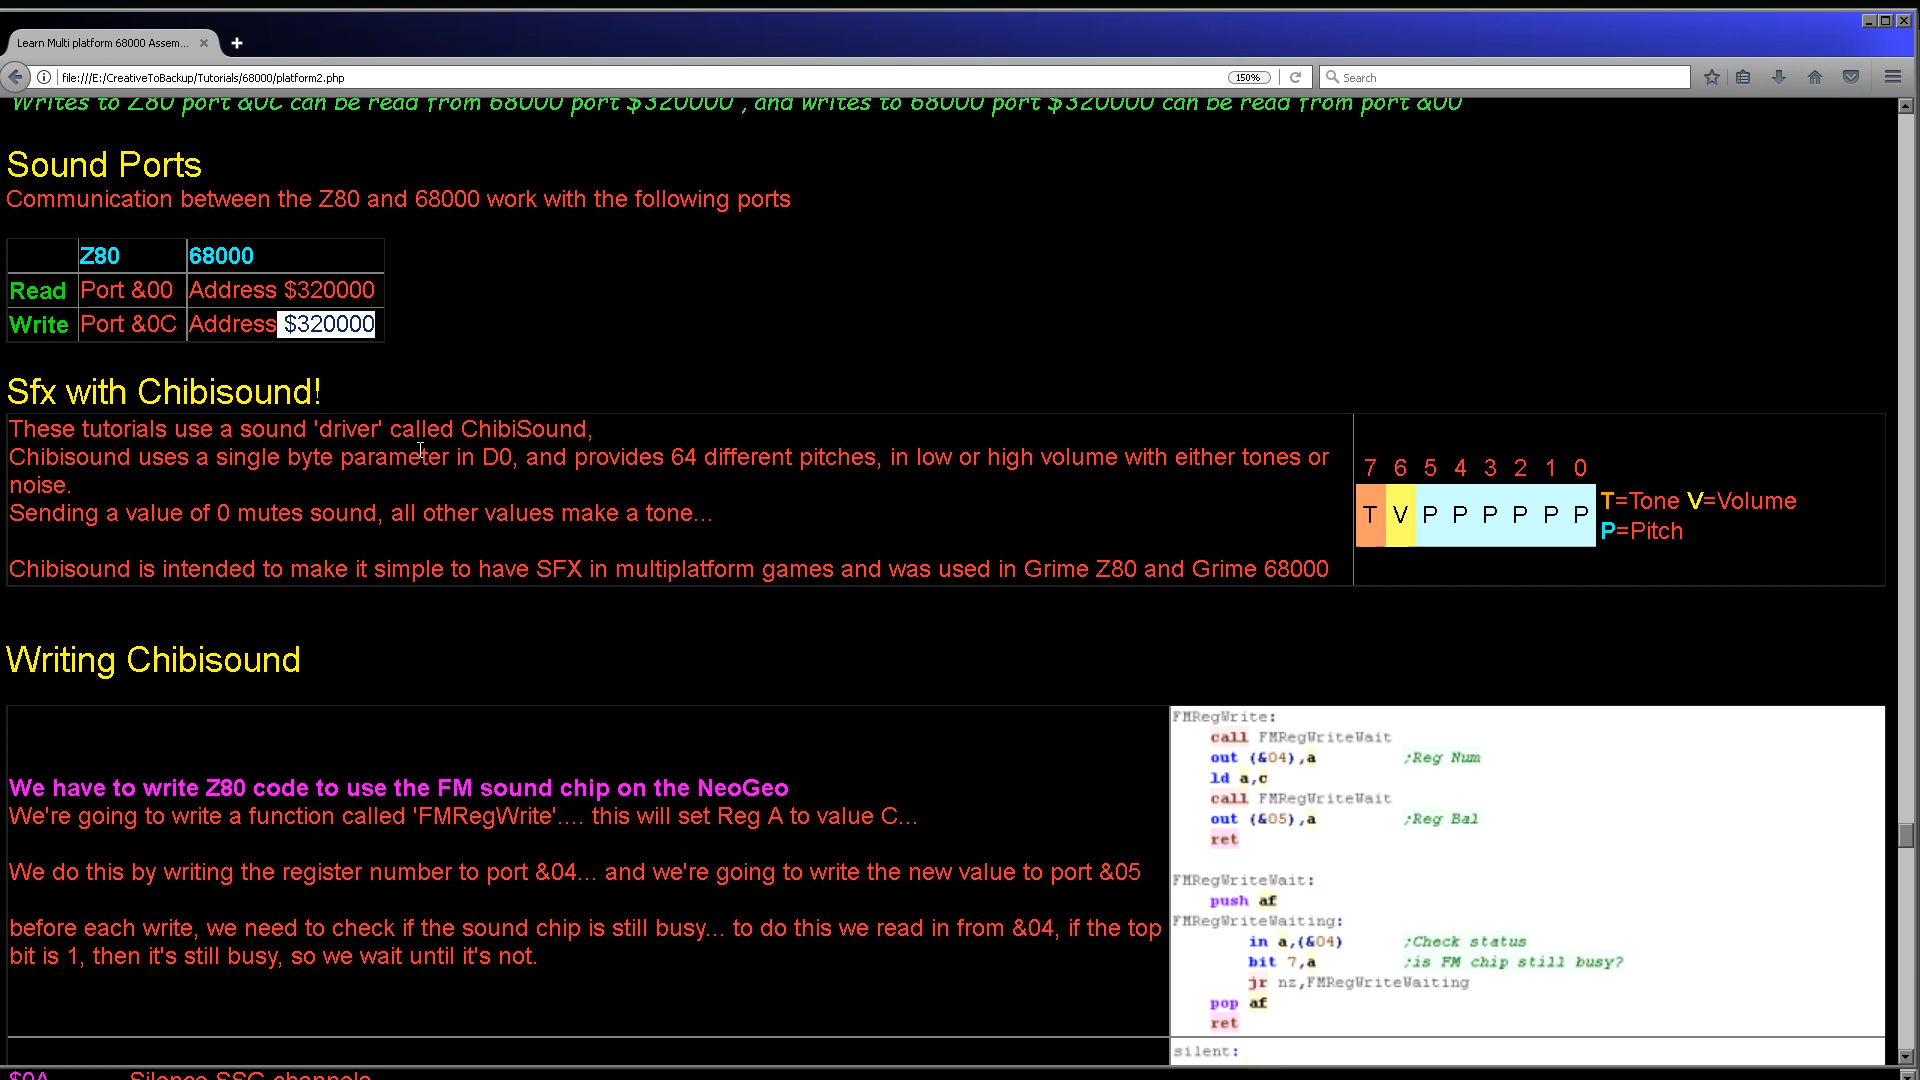 Learn Multi platform 68000 Assem...
file:///E:/CreativeToBackup/Tutorials/68000/platform2.php
150%
Search
Writes to Z80 port &0C can be read from 68000 port $320000 , and writes to 68000 port $320000 can be read from port &00
Sound Ports
Communication between the Z80 and 68000 work with the following ports
Z80 68000
Read Port &00 Address $320000
Write Port &0C Address $320000
Sfx with Chibisound!
These tutorials use a sound 'driver' called ChibiSound,
Chibisound uses a single byte parameter in D0, and provides 64 different pitches, in low or high volume with either tones or
noise.
Sending a value of 0 mutes sound, all other values make a tone...
Chibisound is intended to make it simple to have SFX in multiplatform games and was used in Grime Z80 and Grime 68000
7 6 5 4 3 2 1 0
T V P P P P P P
T=Tone V=Volume
P=Pitch
Writing Chibisound
We have to write Z80 code to use the FM sound chip on the NeoGeo
We're going to write a function called 'FMRegWrite'.... this will set Reg A to value C...
We do this by writing the register number to port &04... and we're going to write the new value to port &05
before each write, we need to check if the sound chip is still busy... to do this we read in from &04, if the top
bit is 1, then it's still busy, so we wait until it's not.
FMRegWrite:
call FMRegWriteWait
out (&04),a ;Reg Num
ld a,c
call FMRegWriteWait
out (&05),a ;Reg Bal
ret
FMRegWriteWait:
push af
FMRegWriteWaiting:
in a,(&04) ;Check status
bit 7,a ;is FM chip still busy?
jr nz,FMRegWriteWaiting
pop af
ret
silent:
$0A Silence SSG channels